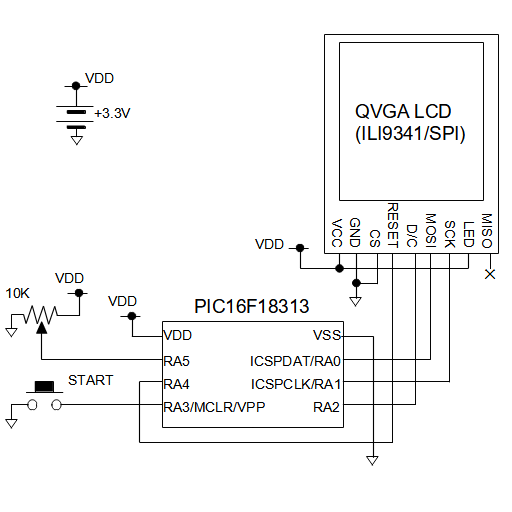 VDD
+3.3V
QVGA LCD
(ILI9341/SPI)
VCC
GND
CS
RESET
D/C
MOSI
SCK
LED
MISO
VDD
VDD
10K
VDD
PIC16F18313
VDD
VSS
RA5
ICSPDAT/RA0
START
RA4
ICSPCLK/RA1
RA3/MCLR/VPP
RA2